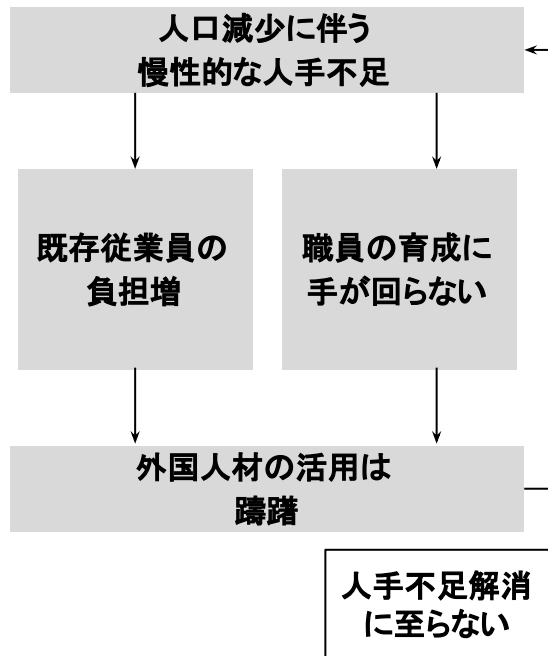 人口減少に伴う
慢性的な人手不足
既存従業員の
負担増
職員の育成に
手が回らない
外国人材の活用は
躊躇
人手不足解消
に至らない